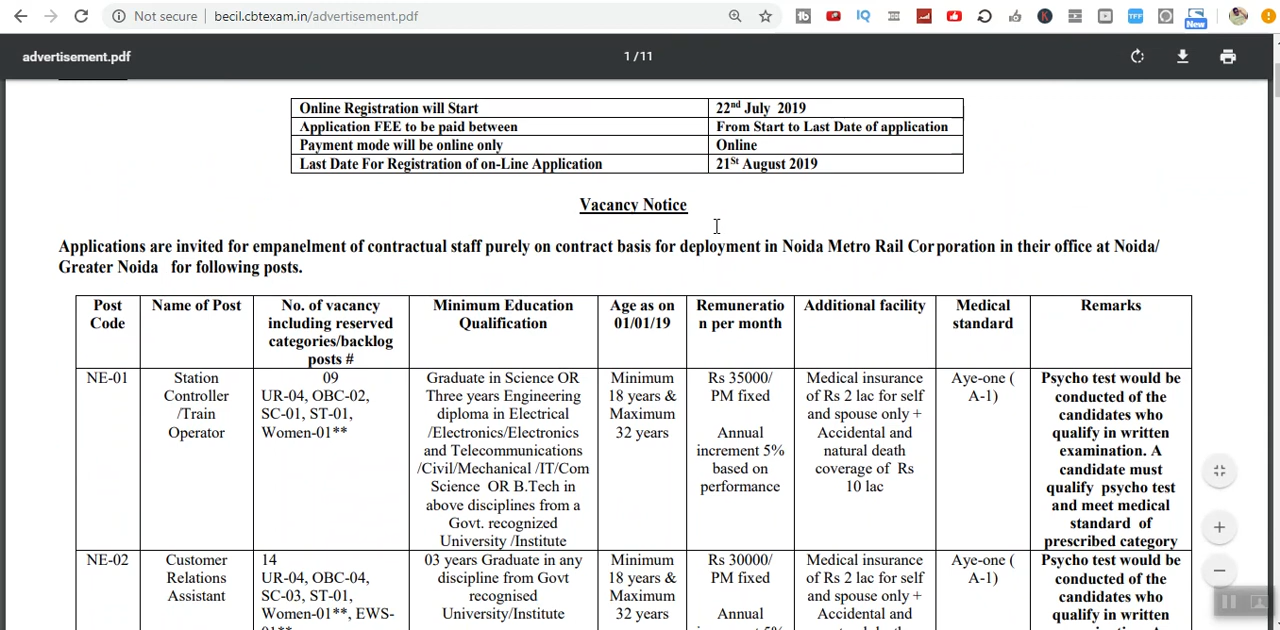 Not secure | becil.cbtexam.in/advertisement.pdf
New
advertisement.pdf
1 / 11
Online Registration will Start 22nd July 2019
Application FEE to be paid between From Start to Last Date of application
Payment mode will be online only Online
Last Date For Registration of on-Line Application 21St August 2019
Vacancy Notice
Applications are invited for empanelment of contractual staff purely on contract basis for deployment in Noida Metro Rail Corporation in their office at Noida/
Greater Noida for following posts.
Post
Code
Name of Post
No. of vacancy
including reserved
categories/backlog
posts #
Minimum Education
Qualification
Age as on
01/01/19
Remuneratio
n per month
Additional facility
Medical
standard
Remarks
NE-01
Station
Controller
/Train
Operator
09
UR-04, OBC-02,
SC-01, ST-01,
Women-01**
Graduate in Science OR
Three years Engineering
diploma in Electrical
/Electronics/Electronics
and Telecommunications
/Civil/Mechanical /IT/Com
Science OR B.Tech in
above disciplines from a
Govt. recognized
University /Institute
Minimum
18 years &
Maximum
32 years
Rs 35000/
PM fixed
Annual
increment 5%
based on
performance
Medical insurance
of Rs 2 lac for self
and spouse only +
Accidental and
natural death
coverage of Rs
10 lac
Aye-one (
A-1)
Psycho test would be
conducted of the
candidates who
qualify in written
examination. A
candidate must
qualify psycho test
and meet medical
standard of
prescribed category
NE-02
Customer
Relations
Assistant
14
UR-04, OBC-04,
SC-03, ST-01,
Women-01**, EWS-
03 years Graduate in any
discipline from Govt
recognised
University/Institute
Minimum
18 years &
Maximum
32 years
Rs 30000/
PM fixed
Annual
Medical insurance
of Rs 2 lac for self
and spouse only +
Accidental and
Aye-one (
A-1)
Psycho test would be
conducted of the
candidates who
qualify in written